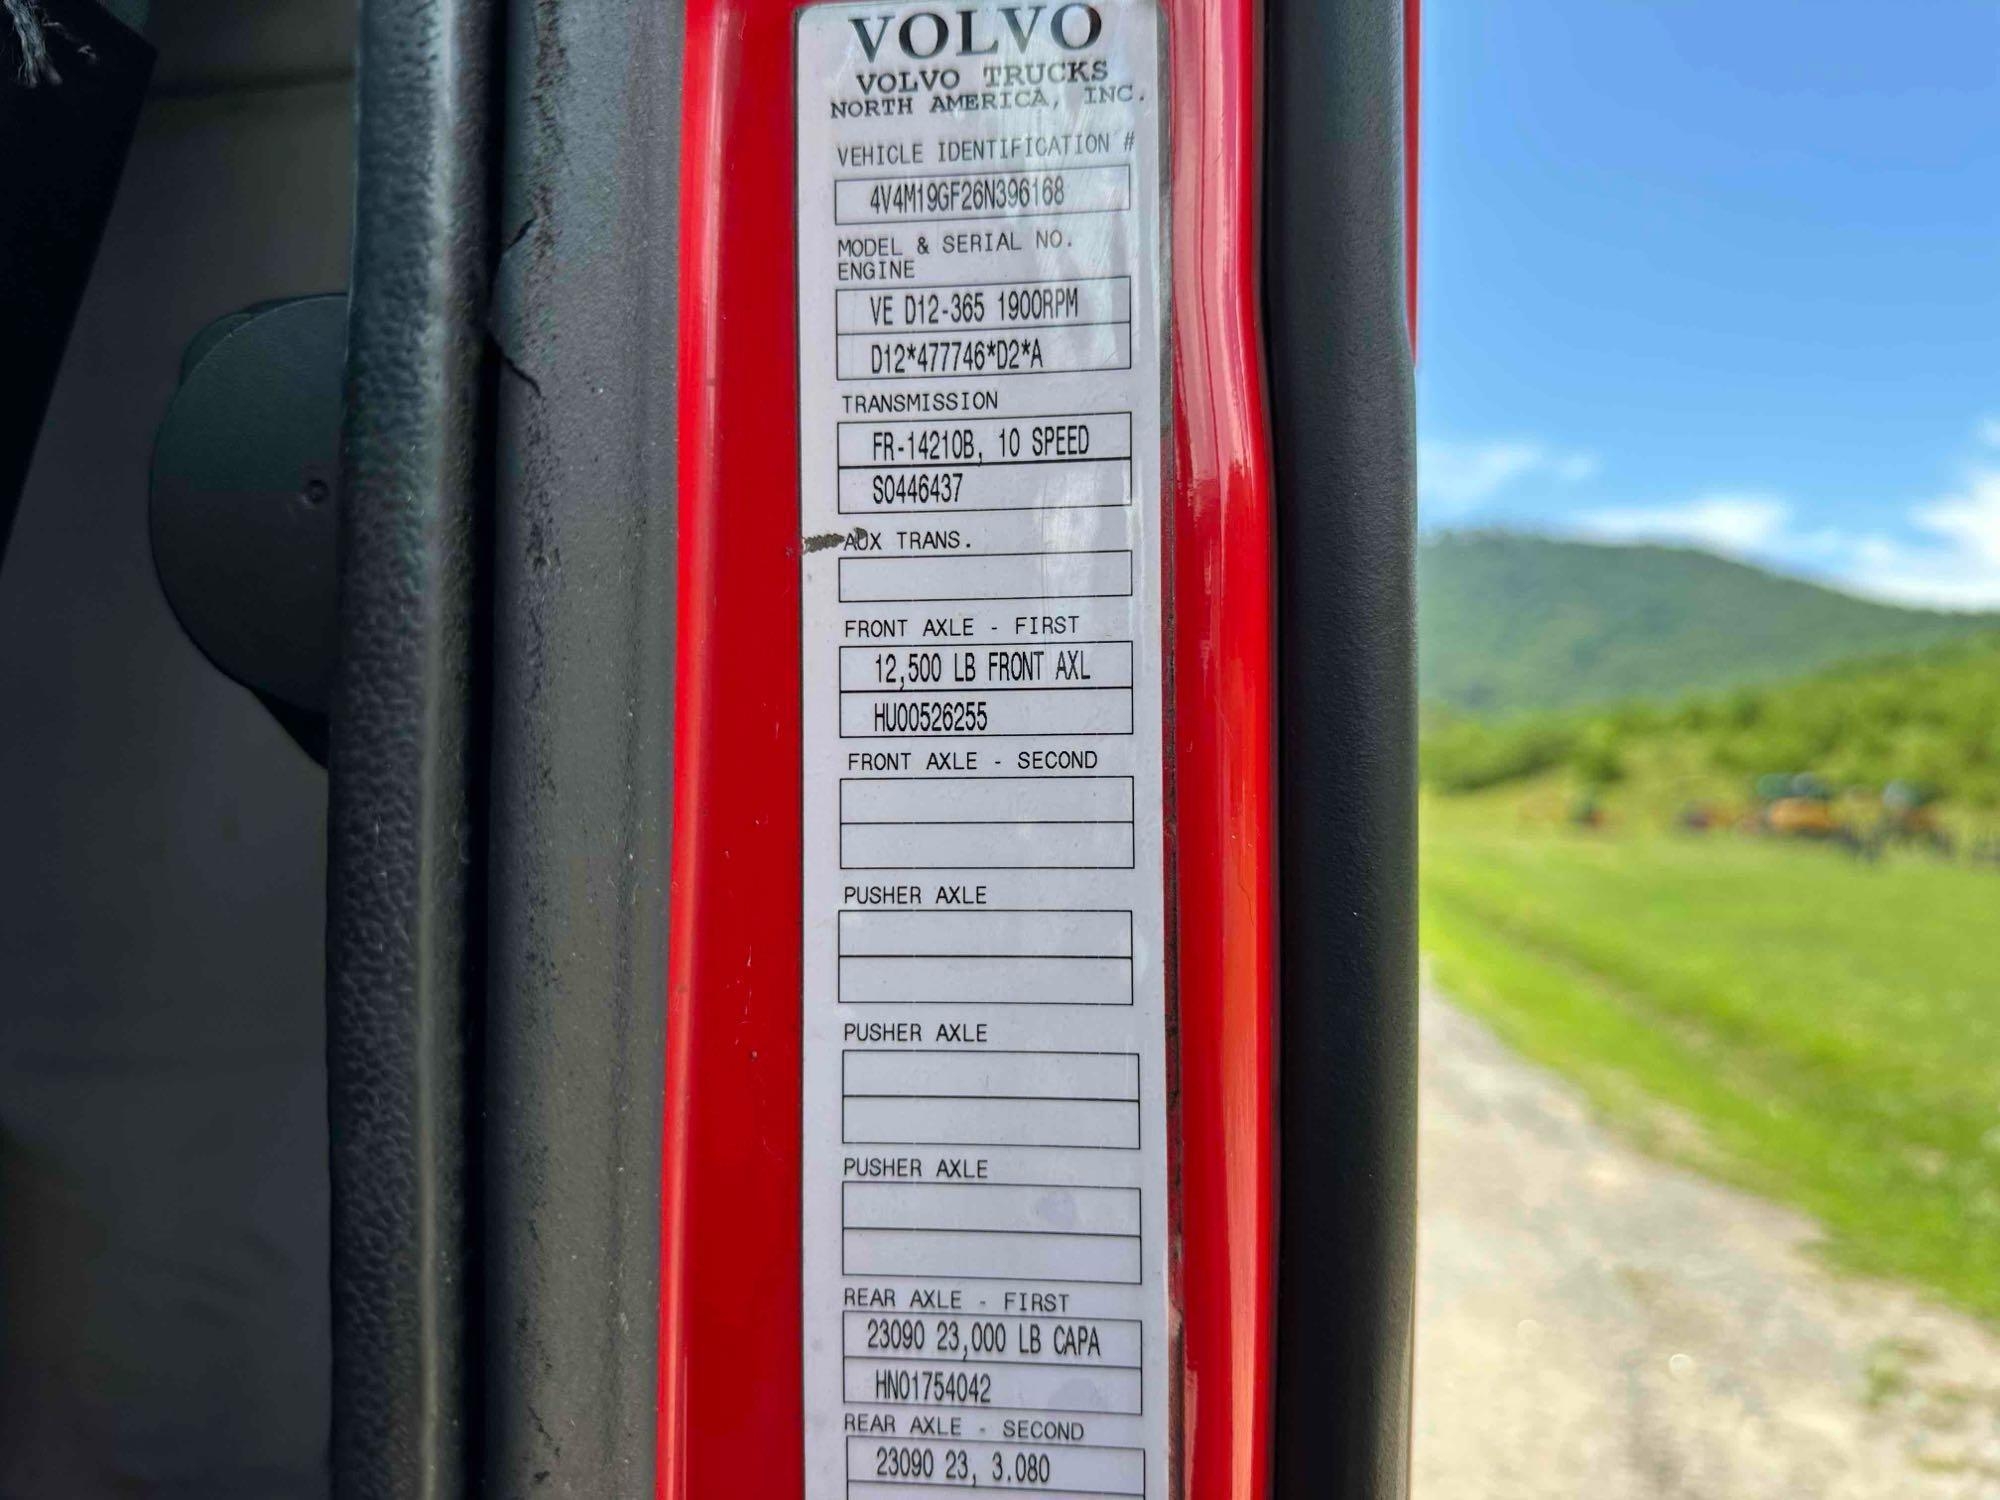 VOLVO
VOLVO TRUCKS
NORTH AMERICA, INC.
VEHICLE IDENTIFICATION #
4V4M19GF26N396168
MODEL & SERIAL NO.
ENGINE
VE D12-365 1900RPM
D12*477746*D2*A
TRANSMISSION
FR-14210B, 10 SPEED
S0446437
AUX TRANS.
FRONT AXLE - FIRST
12,500 LB FRONT AXL
HU00526255
FRONT AXLE - SECOND
PUSHER AXLE
PUSHER AXLE
PUSHER AXLE
REAR AXLE - FIRST
23090 23,000 LB CAPA
HN01754042
REAR AXLE - SECOND
23090 23, 3.080